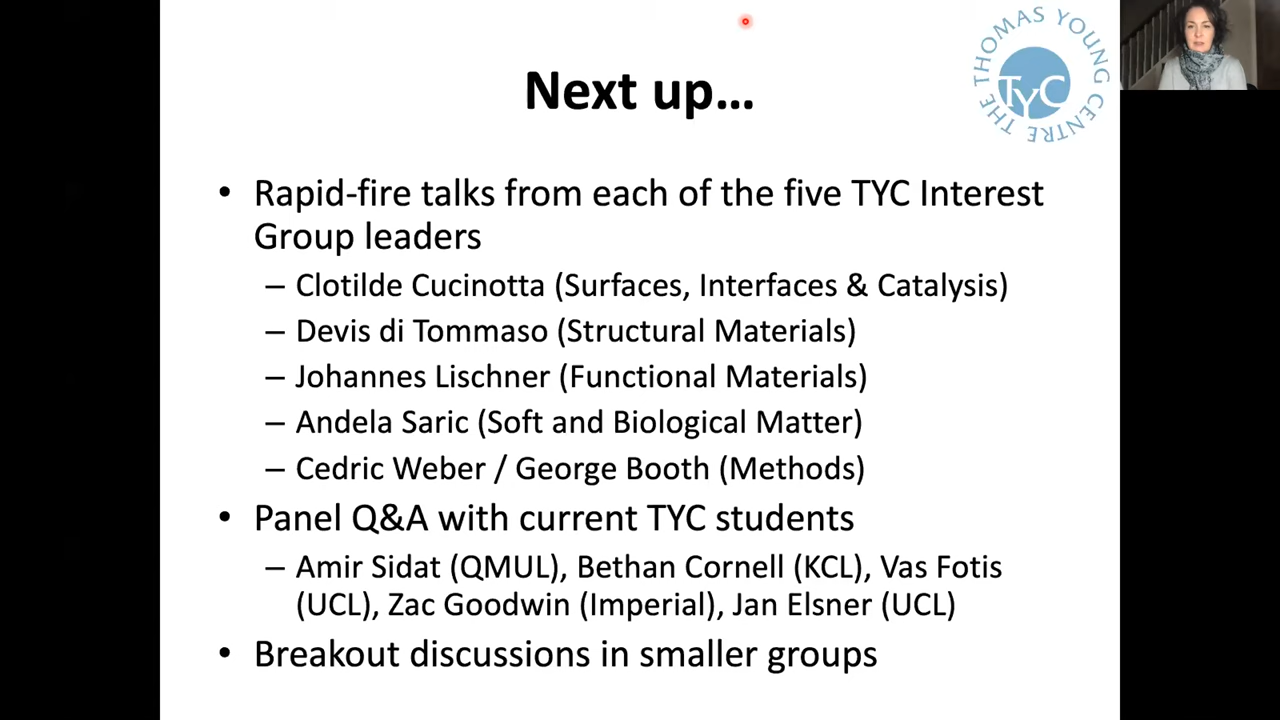 Next up…
THE THOMAS YOUNG CENTRE
TYC
• Rapid-fire talks from each of the five TYC Interest
Group leaders
– Clotilde Cucinotta (Surfaces, Interfaces & Catalysis)
– Devis di Tommaso (Structural Materials)
– Johannes Lischner (Functional Materials)
– Andela Saric (Soft and Biological Matter)
– Cedric Weber / George Booth (Methods)
• Panel Q&A with current TYC students
– Amir Sidat (QMUL), Bethan Cornell (KCL), Vas Fotis
(UCL), Zac Goodwin (Imperial), Jan Elsner (UCL)
• Breakout discussions in smaller groups